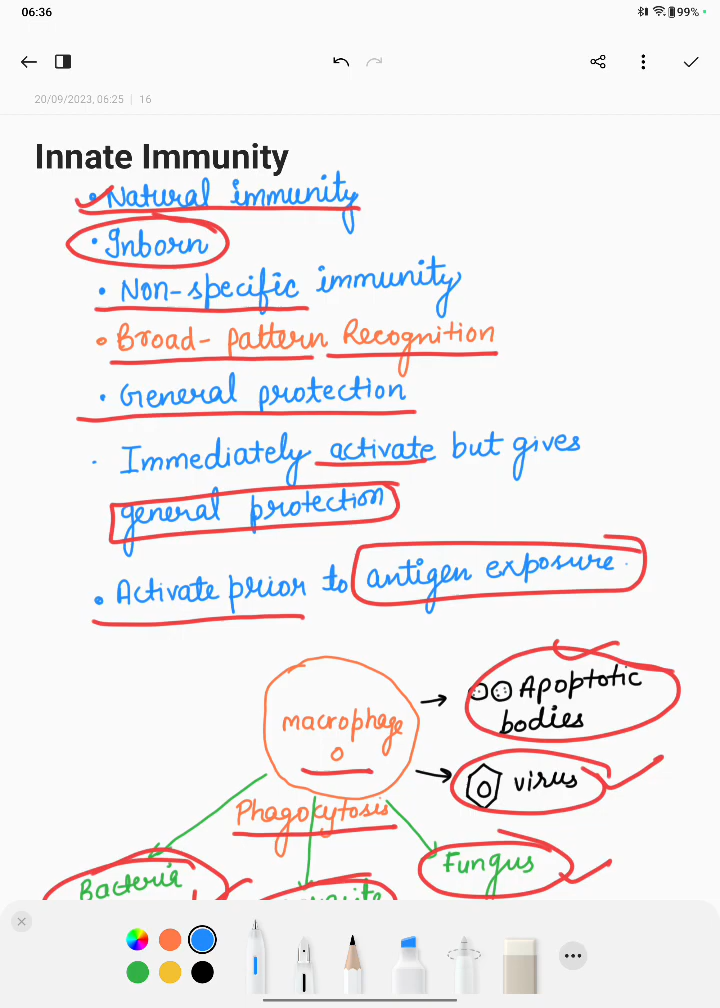 06:36
99%
20/09/2023, 06:25 | 16
Innate Immunity
• Natural immunity
• Inborn
• Non-specific immunity
• Broad-pattern Recognition
• General protection
· Immediately activate but gives
general protection
• Activate prior to antigen exposure.
macrophage
Apoptotic
bodies
virus
Phagocytosis
Fungus
Bacteria